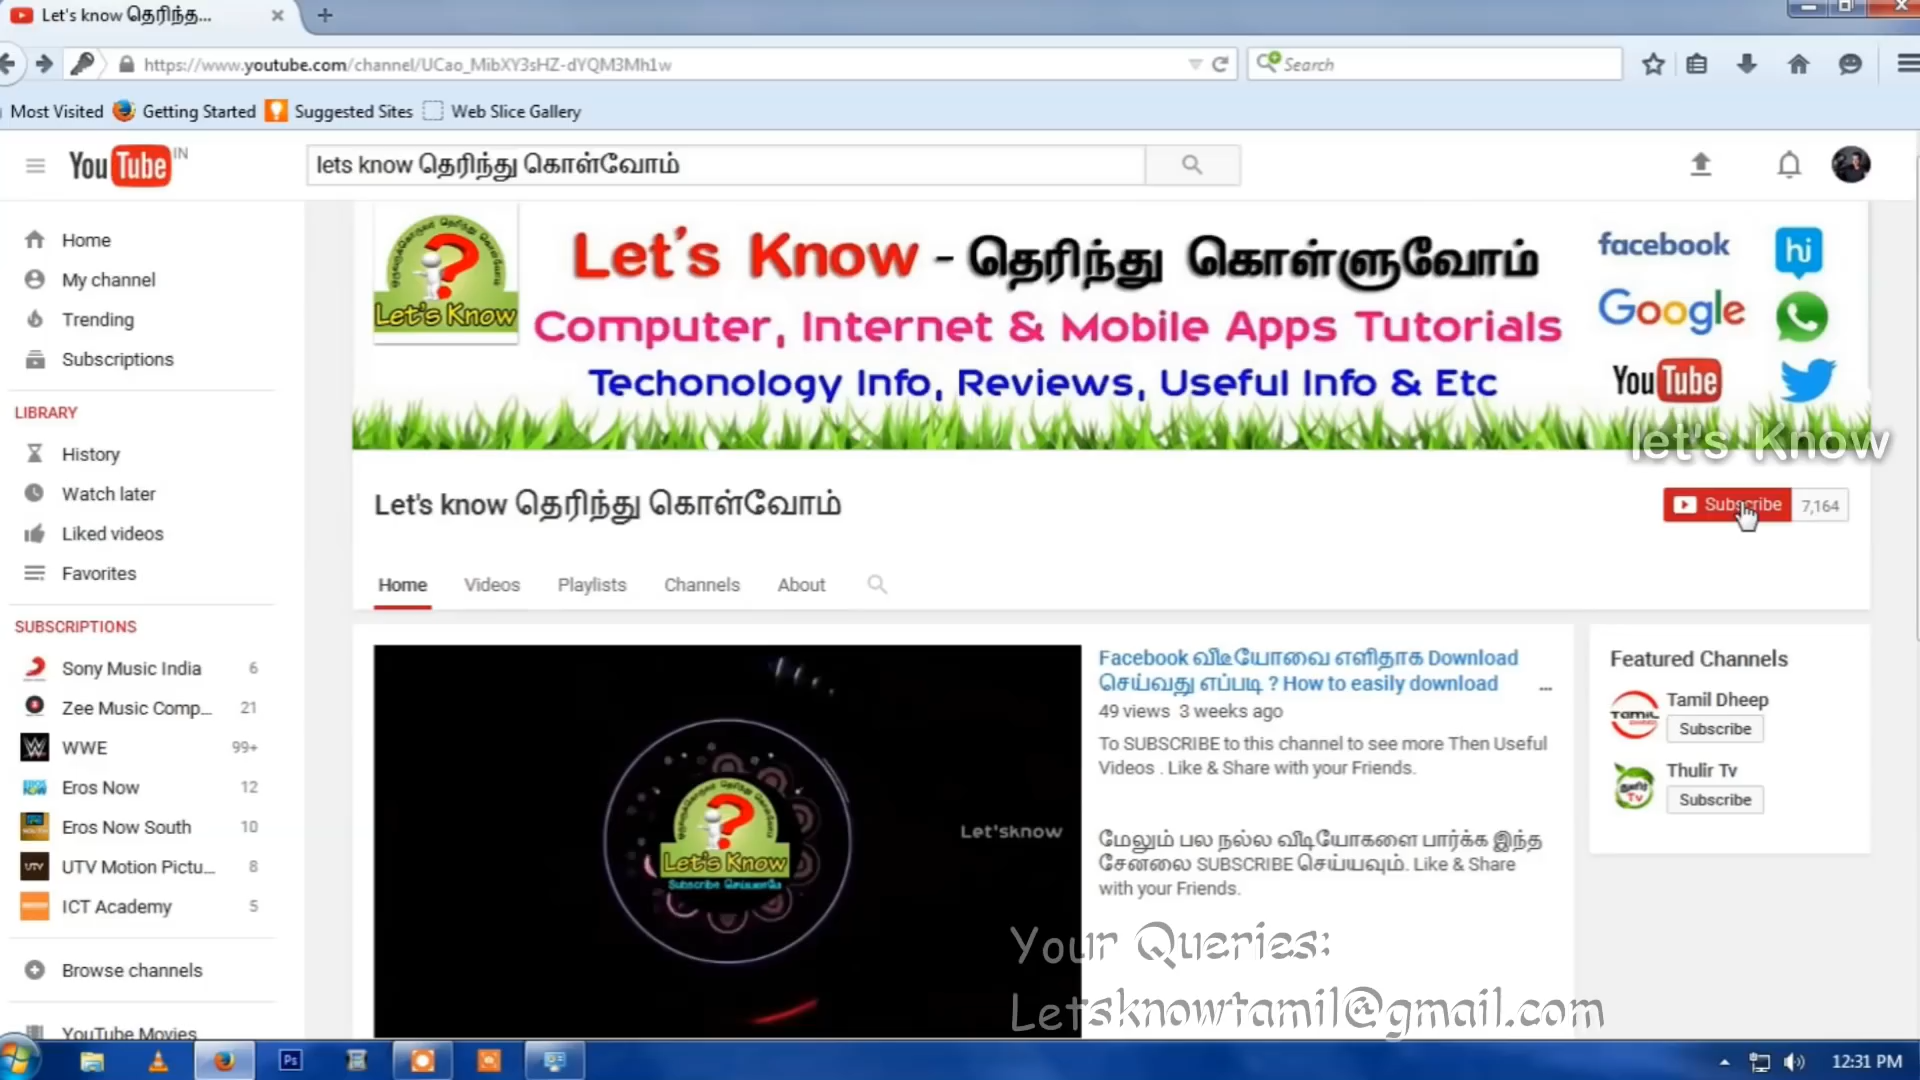 Let's know தெரிந்த...
https://www.youtube.com/channel/UCao_MibXY3sHZ-dYQM3Mh1w
Search
Most Visited Getting Started Suggested Sites Web Slice Gallery
YouTube IN
lets know தெரிந்து கொள்வோம்
Home
My channel
Trending
Subscriptions
LIBRARY
History
Watch later
Liked videos
Favorites
SUBSCRIPTIONS
Sony Music India 6
Zee Music Comp... 21
WWE 99+
Eros Now 12
Eros Now South 10
UTV Motion Pictu... 8
ICT Academy 5
Browse channels
YouTube Movies
Let's Know
Let's Know - தெரிந்து கொள்ளுவோம்
Computer, Internet & Mobile Apps Tutorials
Techonology Info, Reviews, Useful Info & Etc
facebook
hi
Google
YouTube
let's Know
Let's know தெரிந்து கொள்வோம்
Subscribe 7,164
Home Videos Playlists Channels About
Let's Know
Let'sknow
Facebook வீடியோவை எளிதாக Download
செய்வது எப்படி ? How to easily download
...
49 views 3 weeks ago
To SUBSCRIBE to this channel to see more Then Useful
Videos . Like & Share with your Friends.
மேலும் பல நல்ல வீடியோகளை பார்க்க இந்த
சேனலை SUBSCRIBE செய்யவும். Like & Share
with your Friends.
Featured Channels
Tamil Dheep
Subscribe
Thulir Tv
Subscribe
Your Queries:
Letsknowtamil@gmail.com
Ps
12:31 PM